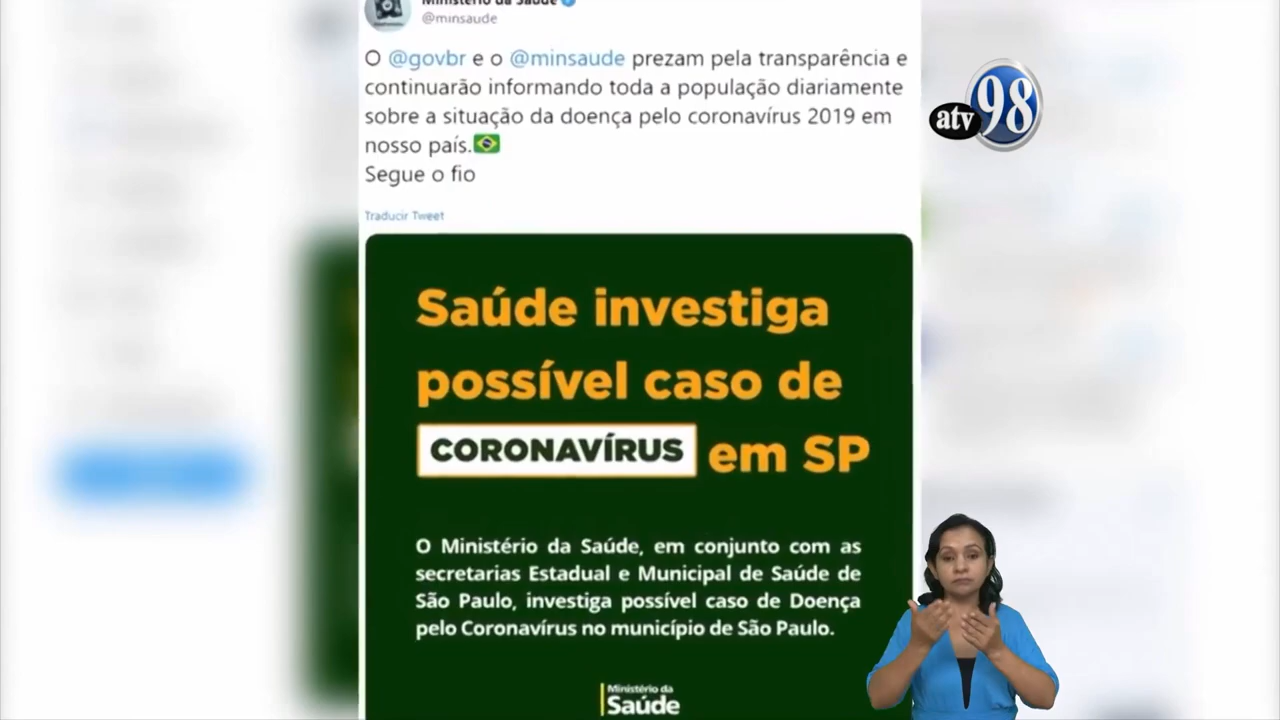 Ministério da Saúde
@minsaude
O @govbr e o @minsaude prezam pela transparência e
continuarão informando toda a população diariamente
sobre a situação da doença pelo coronavírus 2019 em
nosso país.
Segue o fio
Traducir Tweet
Saúde investiga
possível caso de
CORONAVÍRUS em SP
O Ministério da Saúde, em conjunto com as
secretarias Estadual e Municipal de Saúde de
São Paulo, investiga possível caso de Doença
pelo Coronavírus no município de São Paulo.
Ministério da
Saúde
atv 98